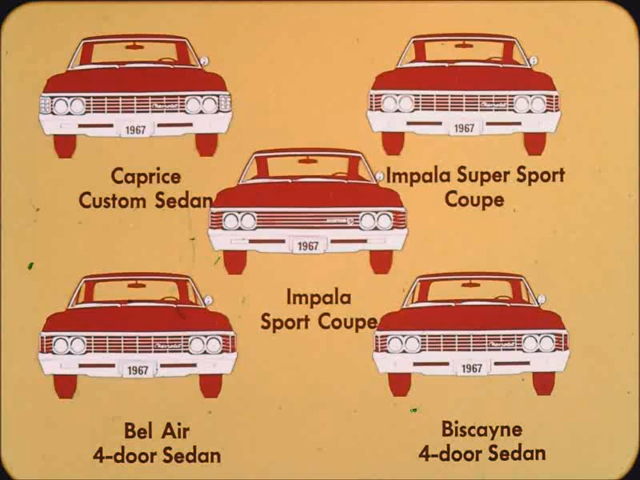 1967
1967
Caprice
Custom Sedan
Impala Super Sport
Coupe
1967
Impala
Sport Coupe
1967
1967
Bel Air
4-door Sedan
Biscayne
4-door Sedan